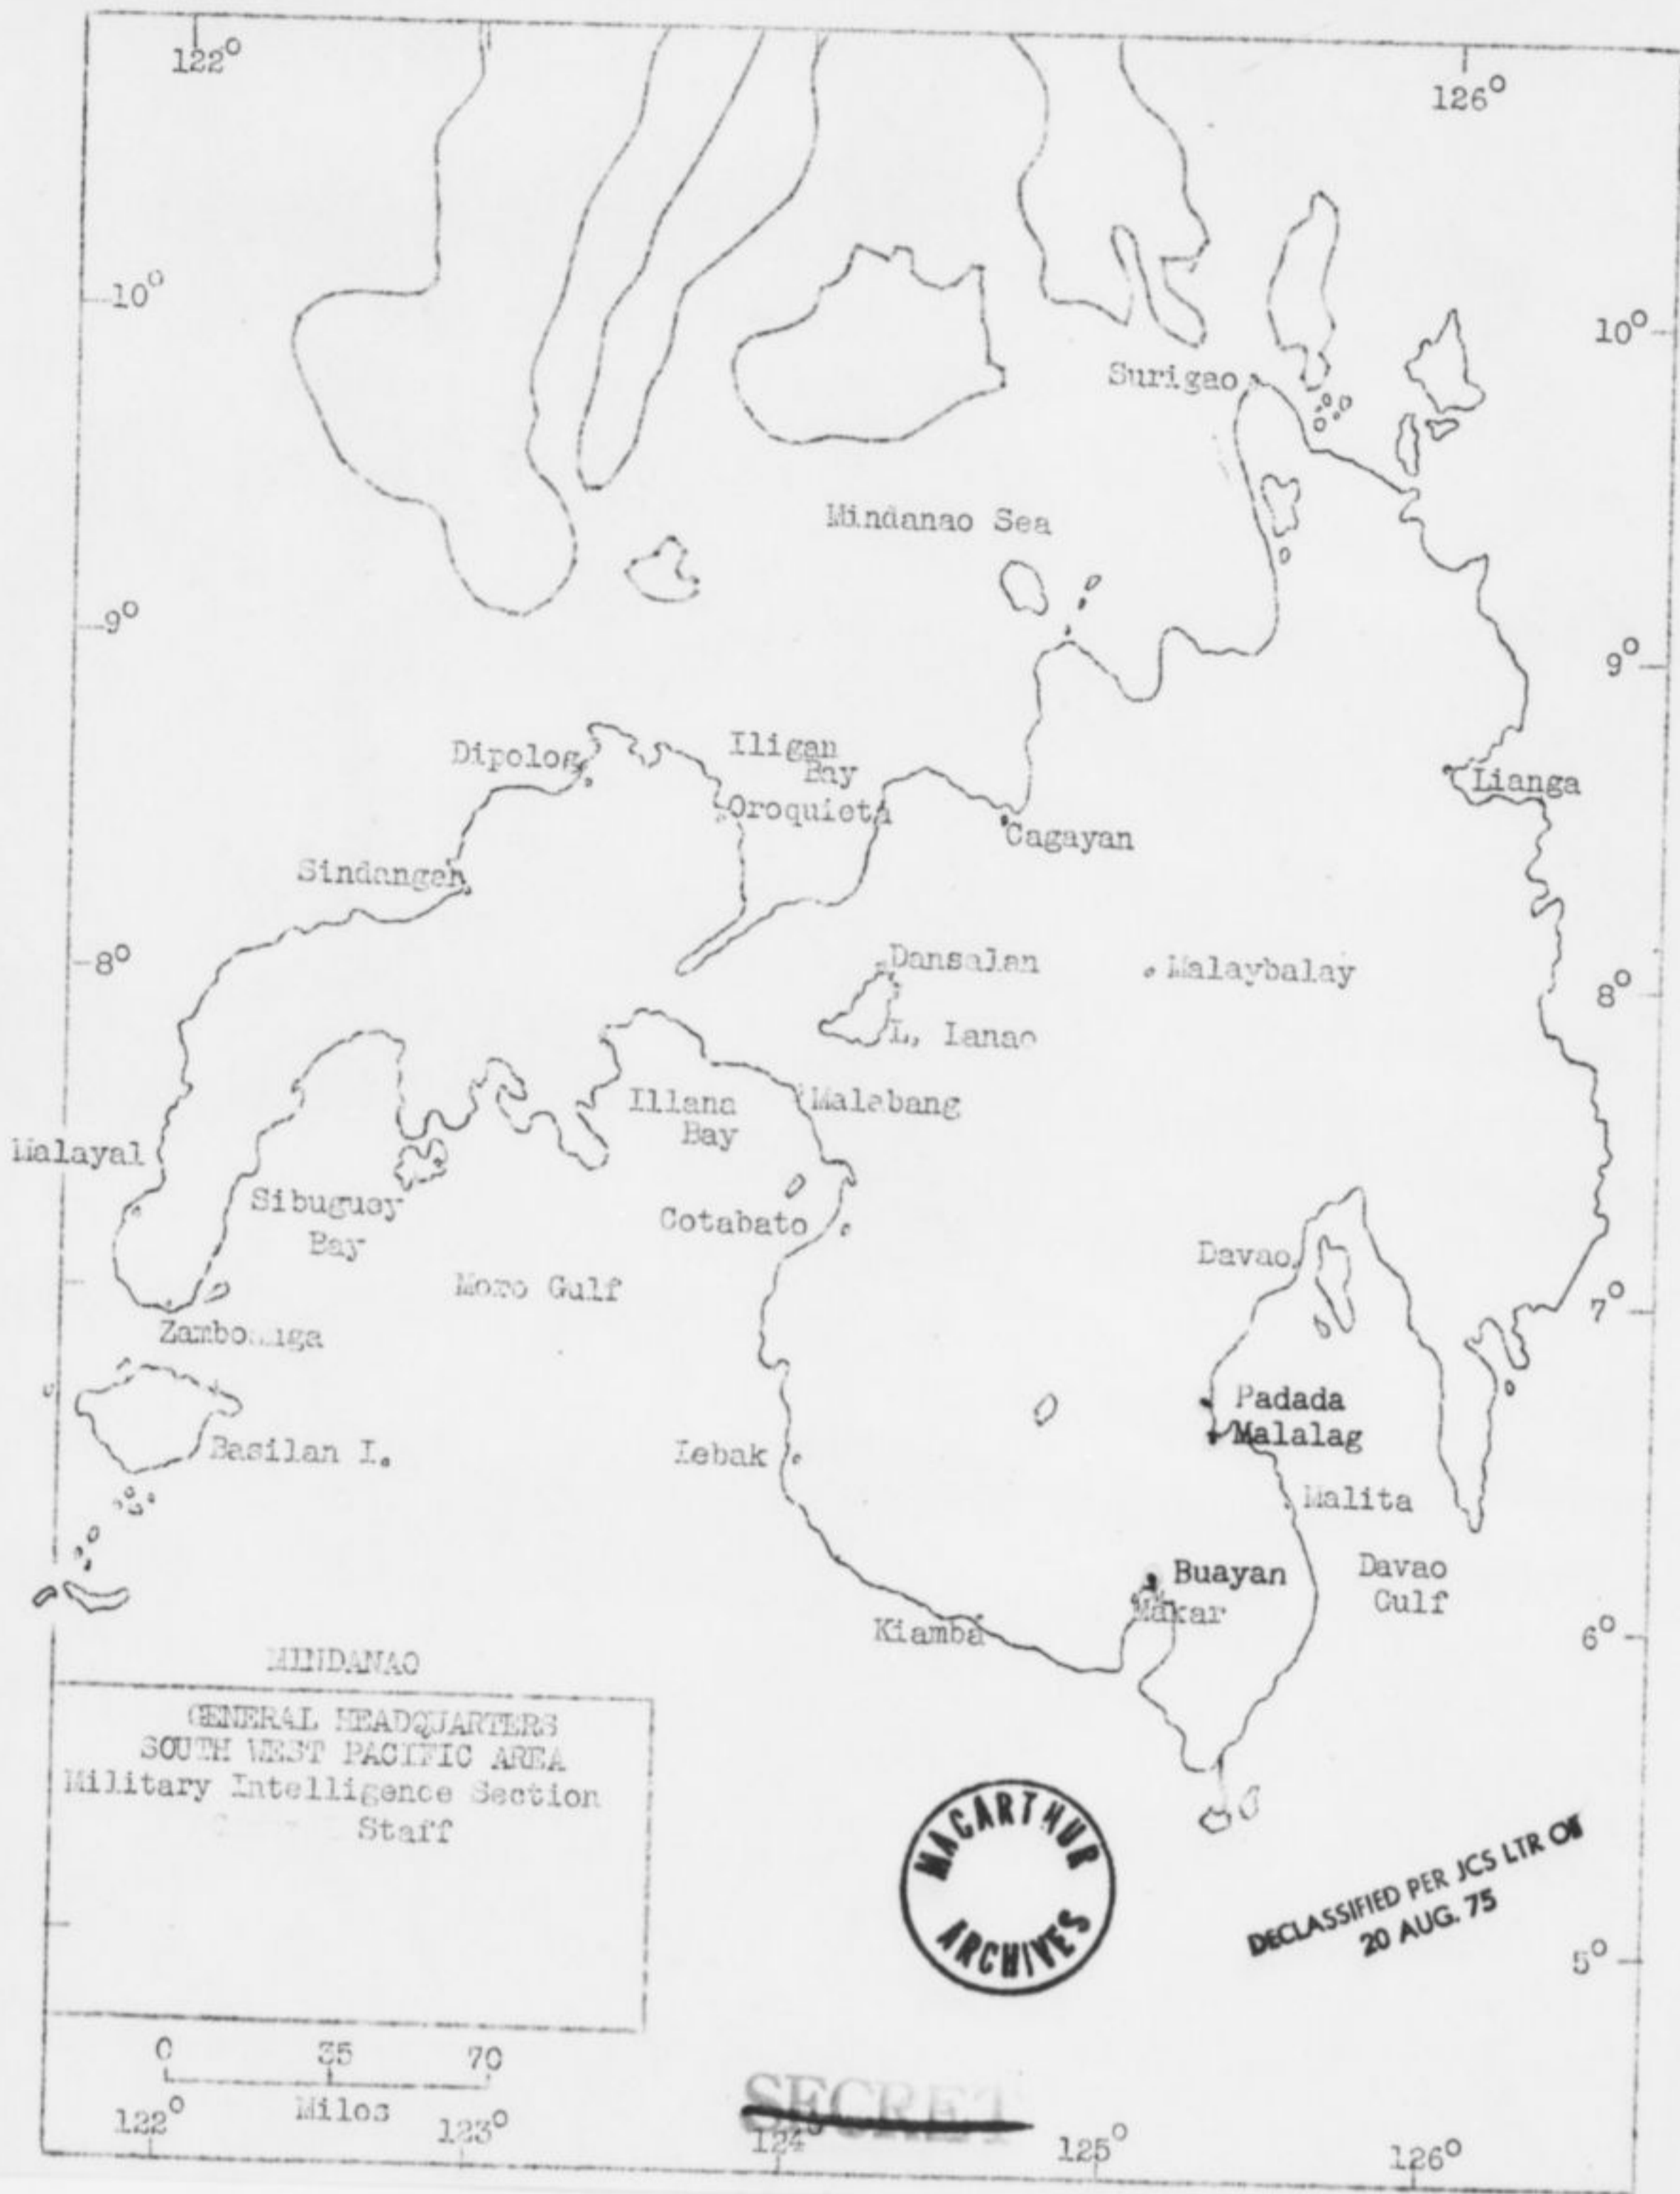 122°
126°
10°
10°
Surigao
Mindanao Sea
9°
9°
Dipolog
Iligan
Bay
Oroquieta
Lianga
Cagayan
Sindangan
8°
Dansalan
Malaybalay
8°
L. Lanao
Illana
Bay
Malabang
Malayal
Sibuguey
Bay
Cotabato
Davao
Moro Gulf
7°
Zamboanga
Padada
Malalag
Basilan I.
Lebak
Malita
Buayan
Davao
Gulf
Makar
Kiamba
6°
MINDANAO
GENERAL HEADQUARTERS
SOUTH WEST PACIFIC AREA
Military Intelligence Section
Staff
MACARTHUR
ARCHIVES
DECLASSIFIED PER JCS LTR OF
20 AUG. 75
5°
0 35 70
Miles
SECRET
122° 123° 124° 125° 126°